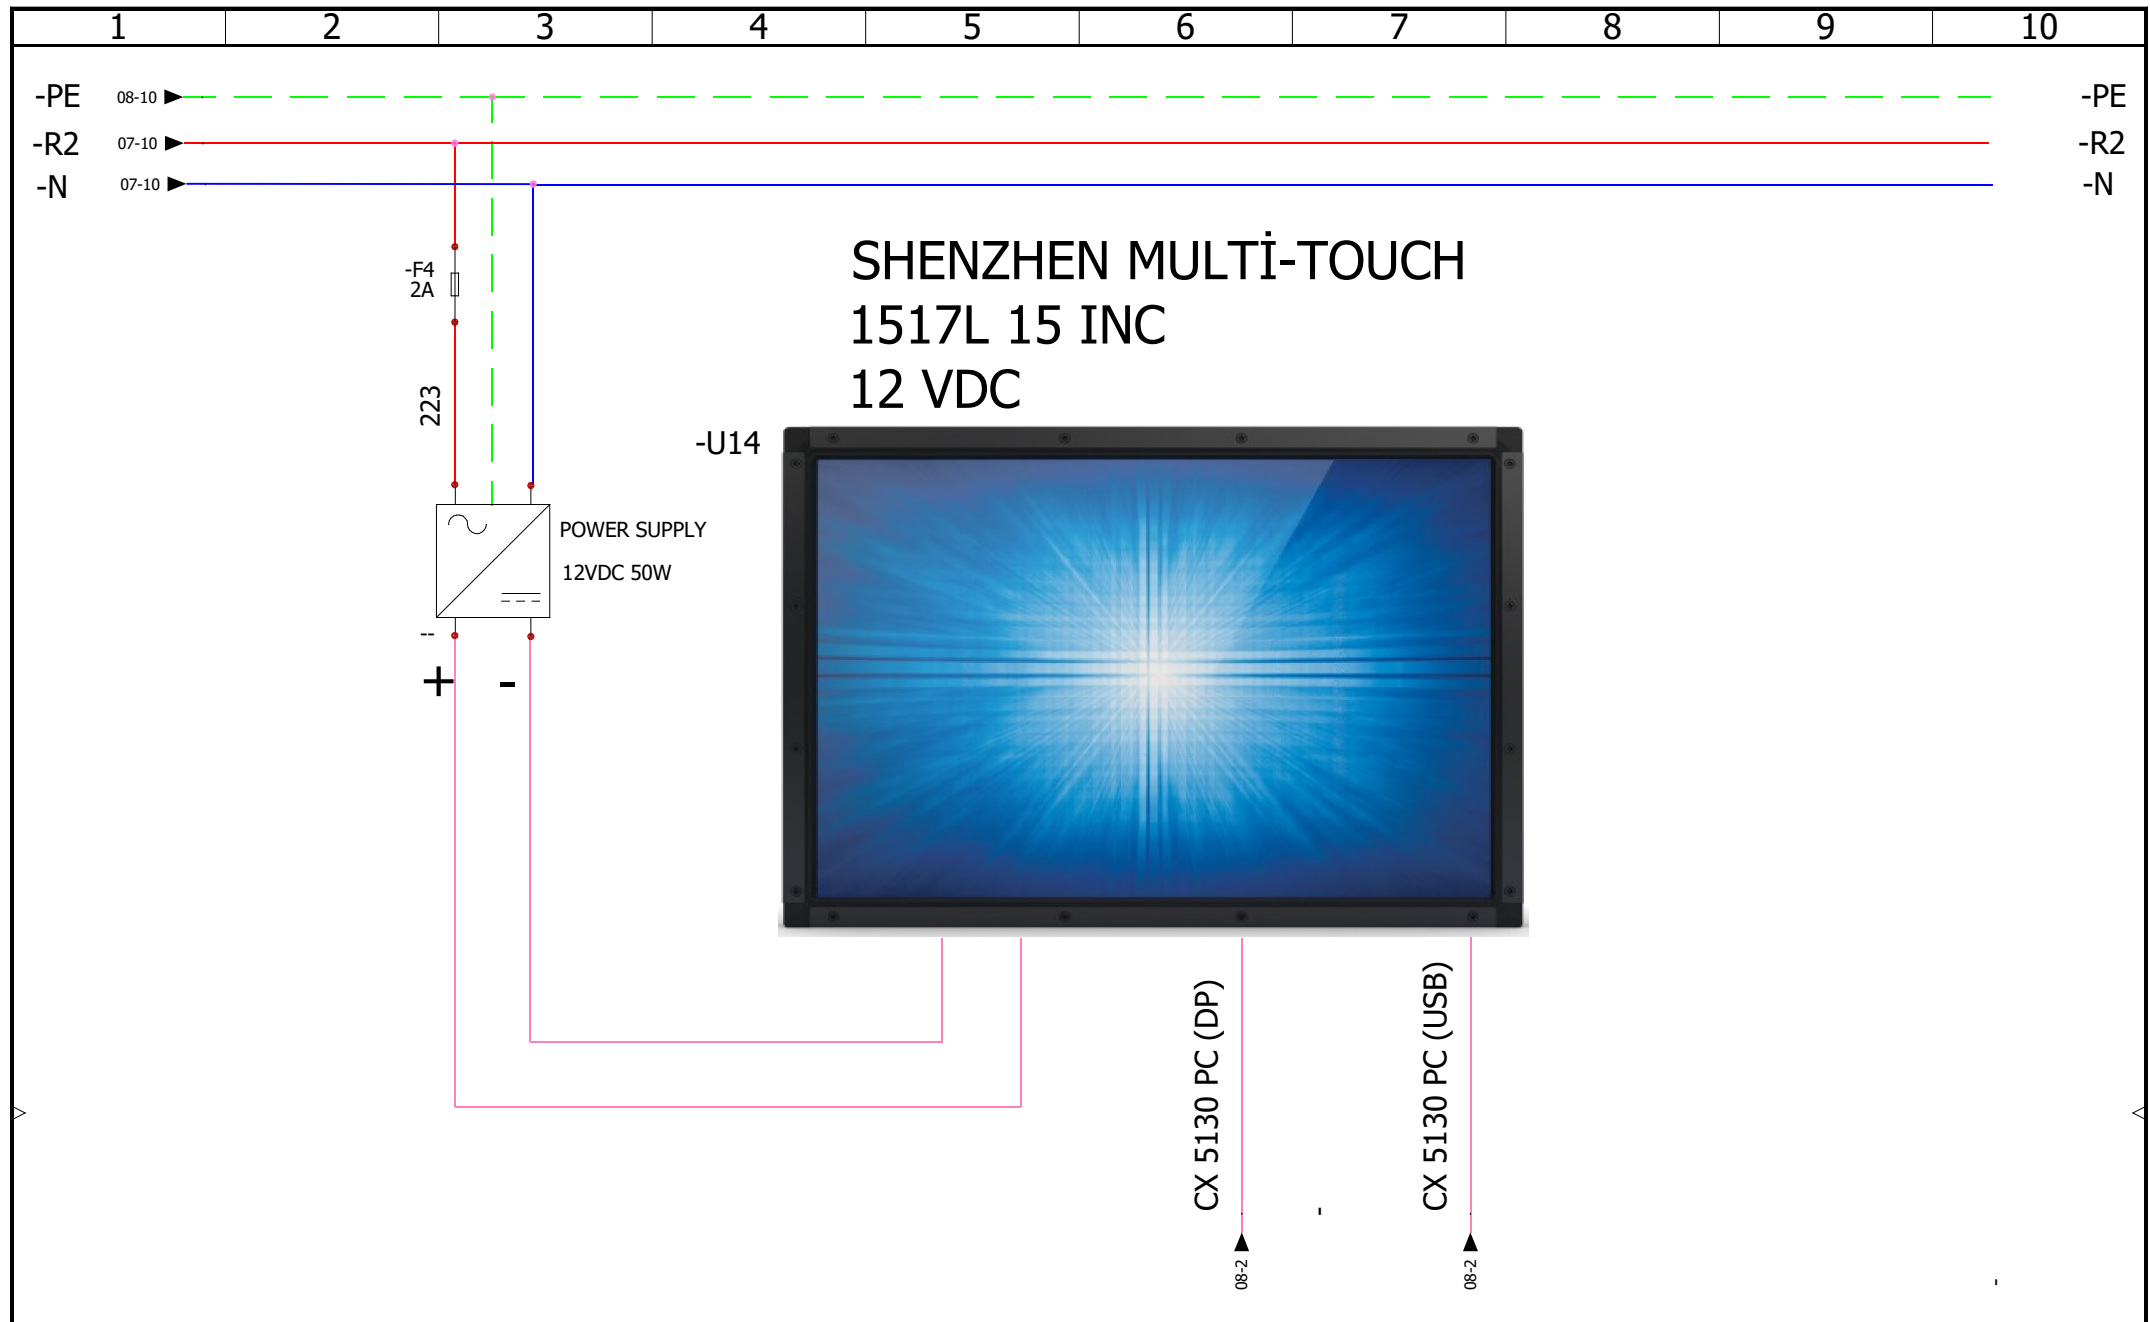 1 2 3 4 5 6 7 8 9 10
-PE 08-10 -PE
-R2 07-10 -R2
-N 07-10 -N
SHENZHEN MULTİ-TOUCH
1517L 15 INC
12 VDC
-F4
2A
223
-U14
POWER SUPPLY
12VDC 50W
--
+ -
CX 5130 PC (DP)
CX 5130 PC (USB)
08-2
08-2